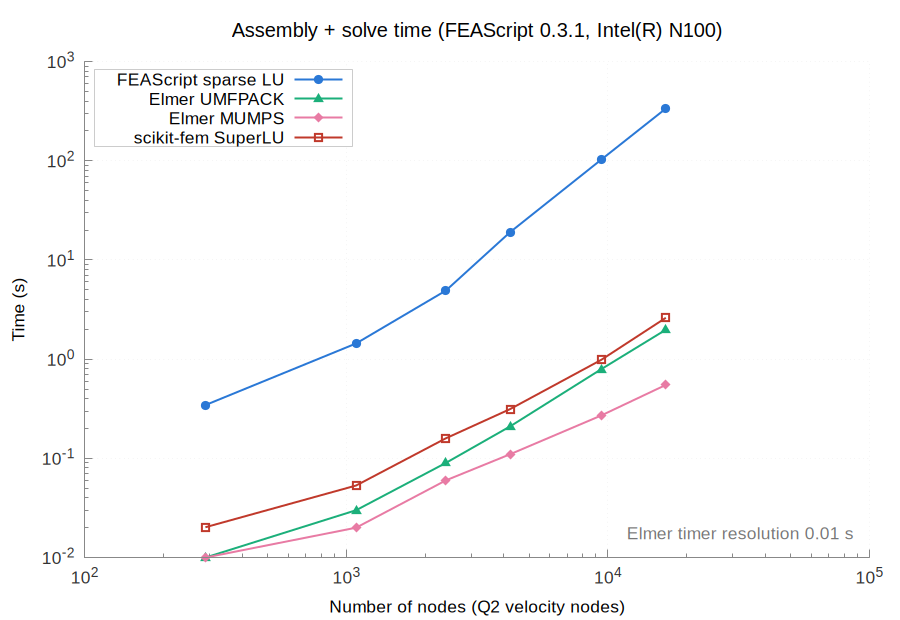 Assembly + solve time (FEAScript 0.3.1, Intel(R) N100)
10³
10²
10¹
10⁰
10⁻¹
10⁻²
Time (s)
FEAScript sparse LU
Elmer UMFPACK
Elmer MUMPS
scikit-fem SuperLU
Elmer timer resolution 0.01 s
10² 10³ 10⁴ 10⁵
Number of nodes (Q2 velocity nodes)